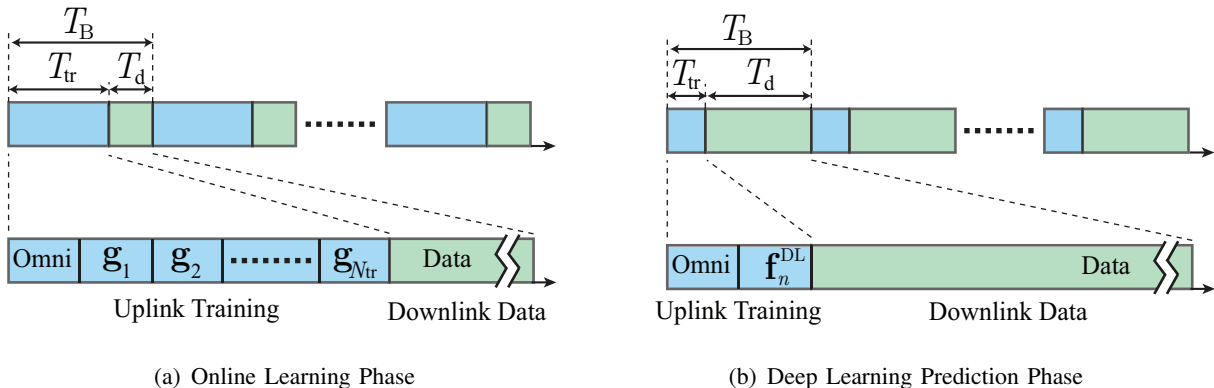 T_B
T_tr T_d
Omni g_1 g_2 g_Ntr Data
Uplink Training Downlink Data
(a) Online Learning Phase
T_B
T_tr T_d
Omni f_n^DL Data
Uplink Training Downlink Data
(b) Deep Learning Prediction Phase